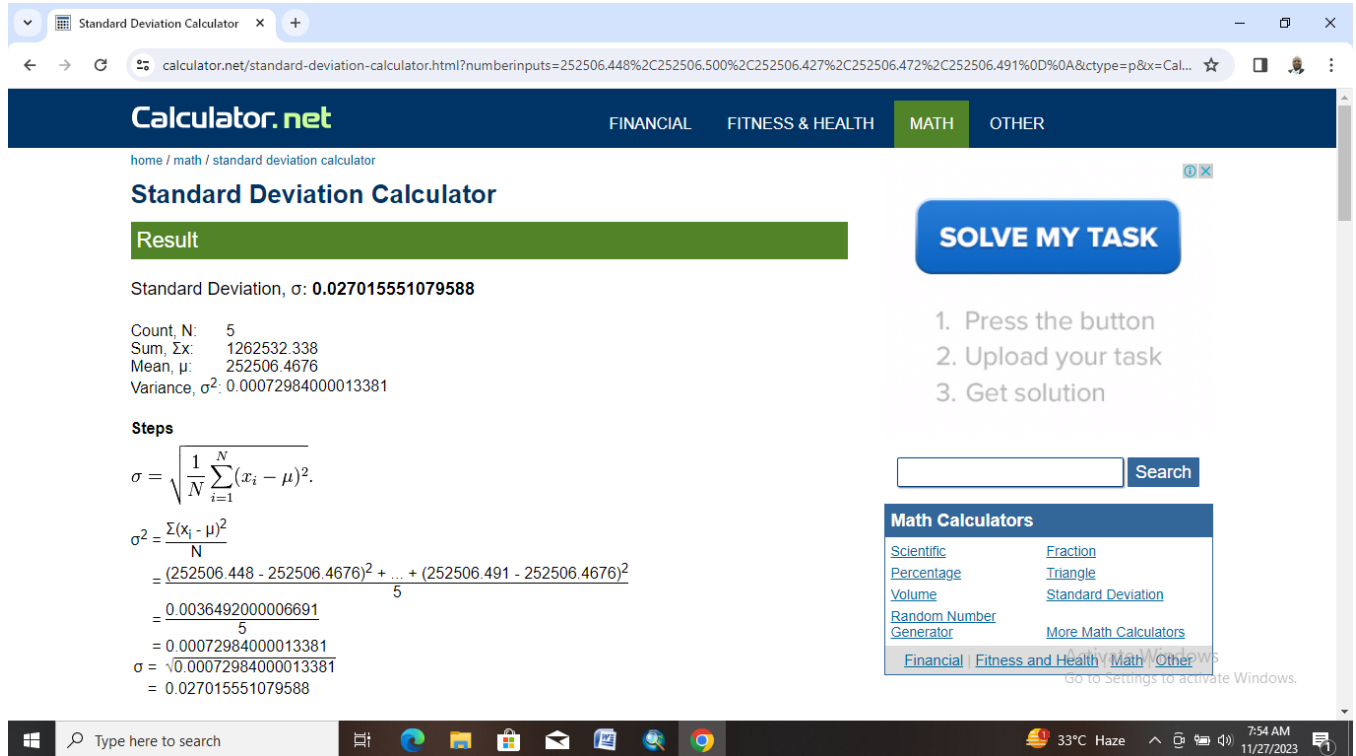 Standard Deviation Calculator
calculator.net/standard-deviation-calculator.html?numberinputs=252506.448%2C252506.500%2C252506.427%2C252506.472%2C252506.491%0D%0A&ctype=p&x=Cal...
Calculator.net
FINANCIAL FITNESS & HEALTH MATH OTHER
home / math / standard deviation calculator
Standard Deviation Calculator
Result
Standard Deviation, σ: 0.027015551079588
Count, N: 5
Sum, Σx: 1262532.338
Mean, μ: 252506.4676
Variance, σ²: 0.00072984000013381
Steps
σ = √(1/N ∑_{i=1}^{N} (x_i − μ)²).
σ² = Σ(x_i - μ)² / N
= (252506.448 - 252506.4676)² + ... + (252506.491 - 252506.4676)² / 5
= 0.0036492000006691 / 5
= 0.00072984000013381
σ = √0.00072984000013381
= 0.027015551079588
SOLVE MY TASK
1. Press the button
2. Upload your task
3. Get solution
Search
Math Calculators
Scientific Fraction
Percentage Triangle
Volume Standard Deviation
Random Number
Generator More Math Calculators
Financial | Fitness and Health | Math | Other
Activate Windows
Go to Settings to activate Windows.
Type here to search
33°C Haze
7:54 AM
11/27/2023